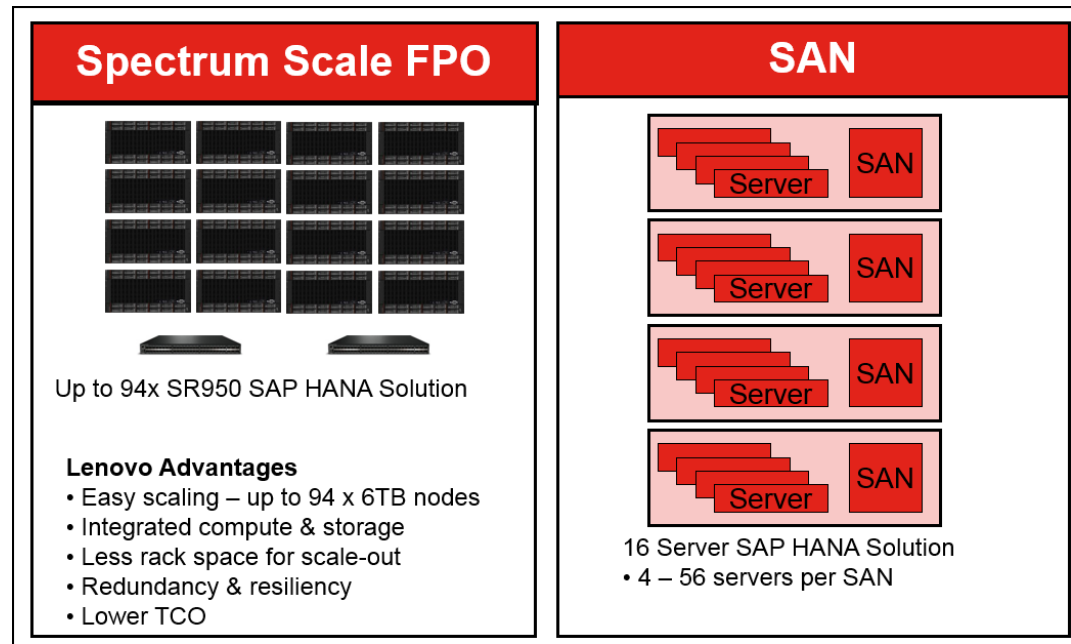 Spectrum Scale FPO
Up to 94x SR950 SAP HANA Solution
Lenovo Advantages
• Easy scaling – up to 94 x 6TB nodes
• Integrated compute & storage
• Less rack space for scale-out
• Redundancy & resiliency
• Lower TCO
SAN
Server SAN
Server SAN
Server SAN
Server SAN
16 Server SAP HANA Solution
• 4 – 56 servers per SAN